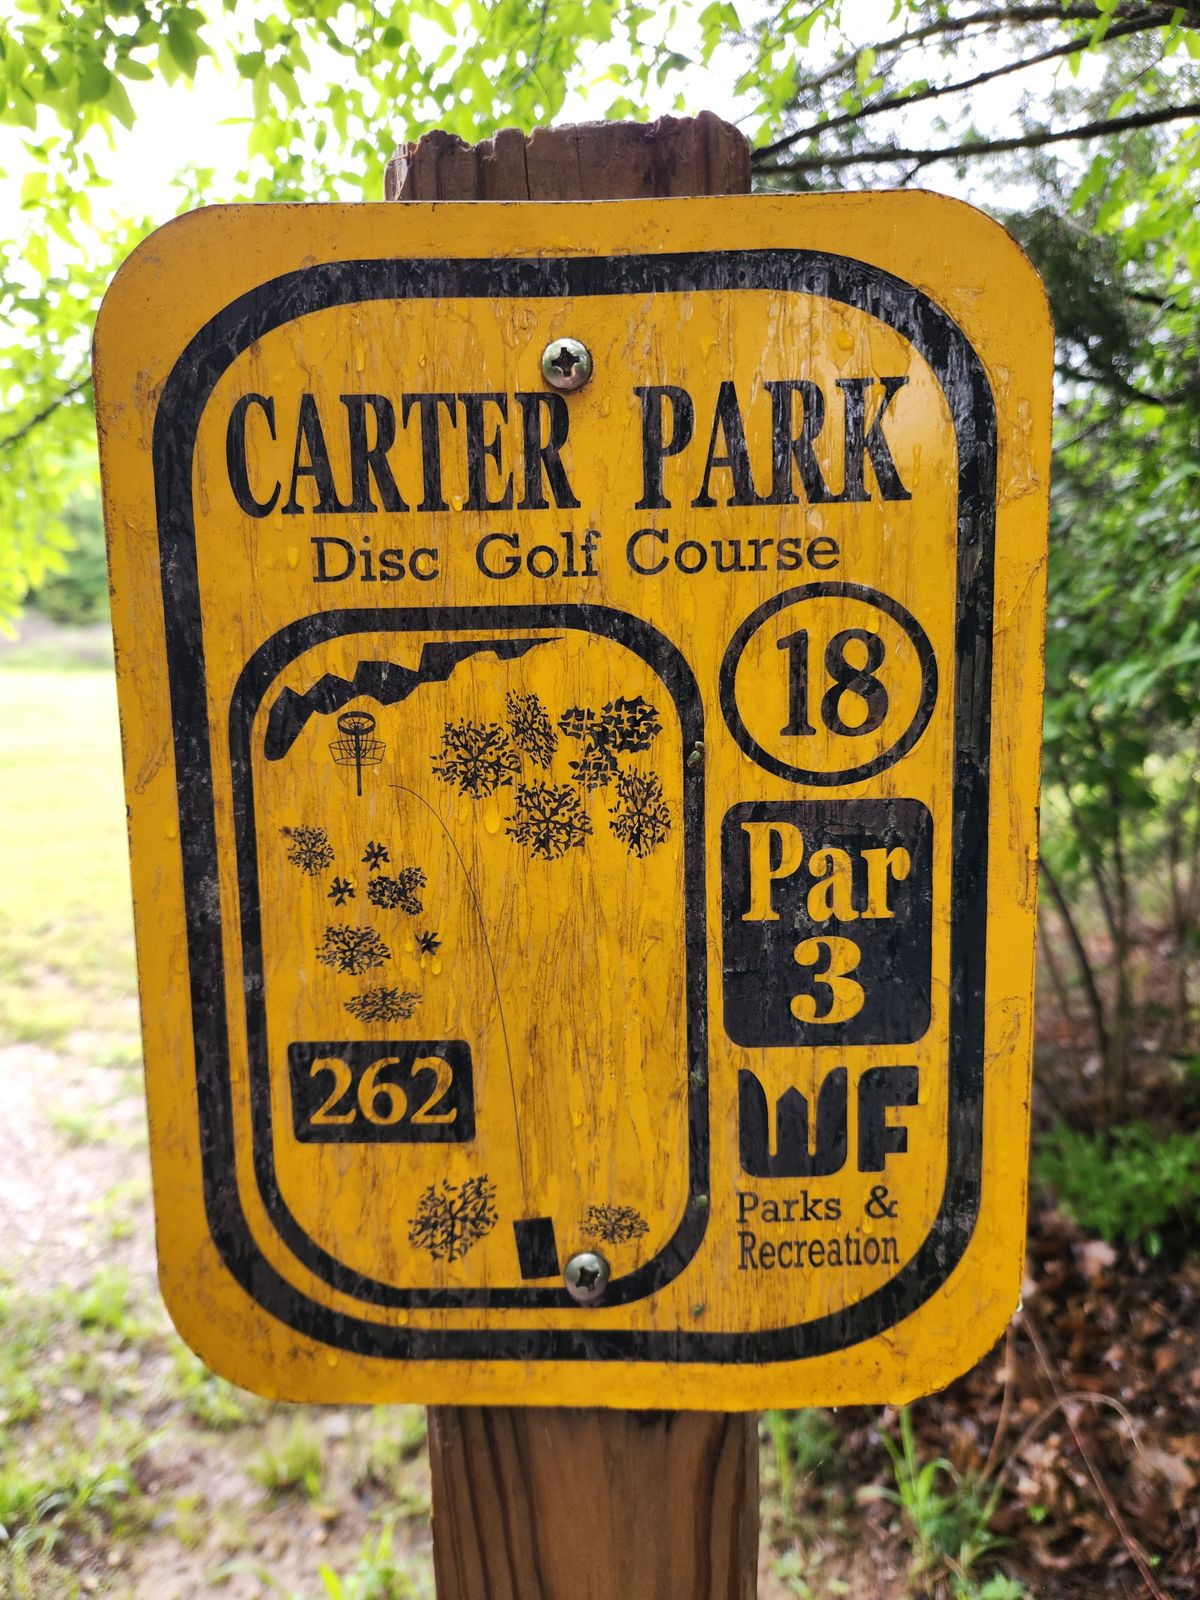 CARTER PARK
Disc Golf Course
18
Par
3
262
WF
Parks &
Recreation